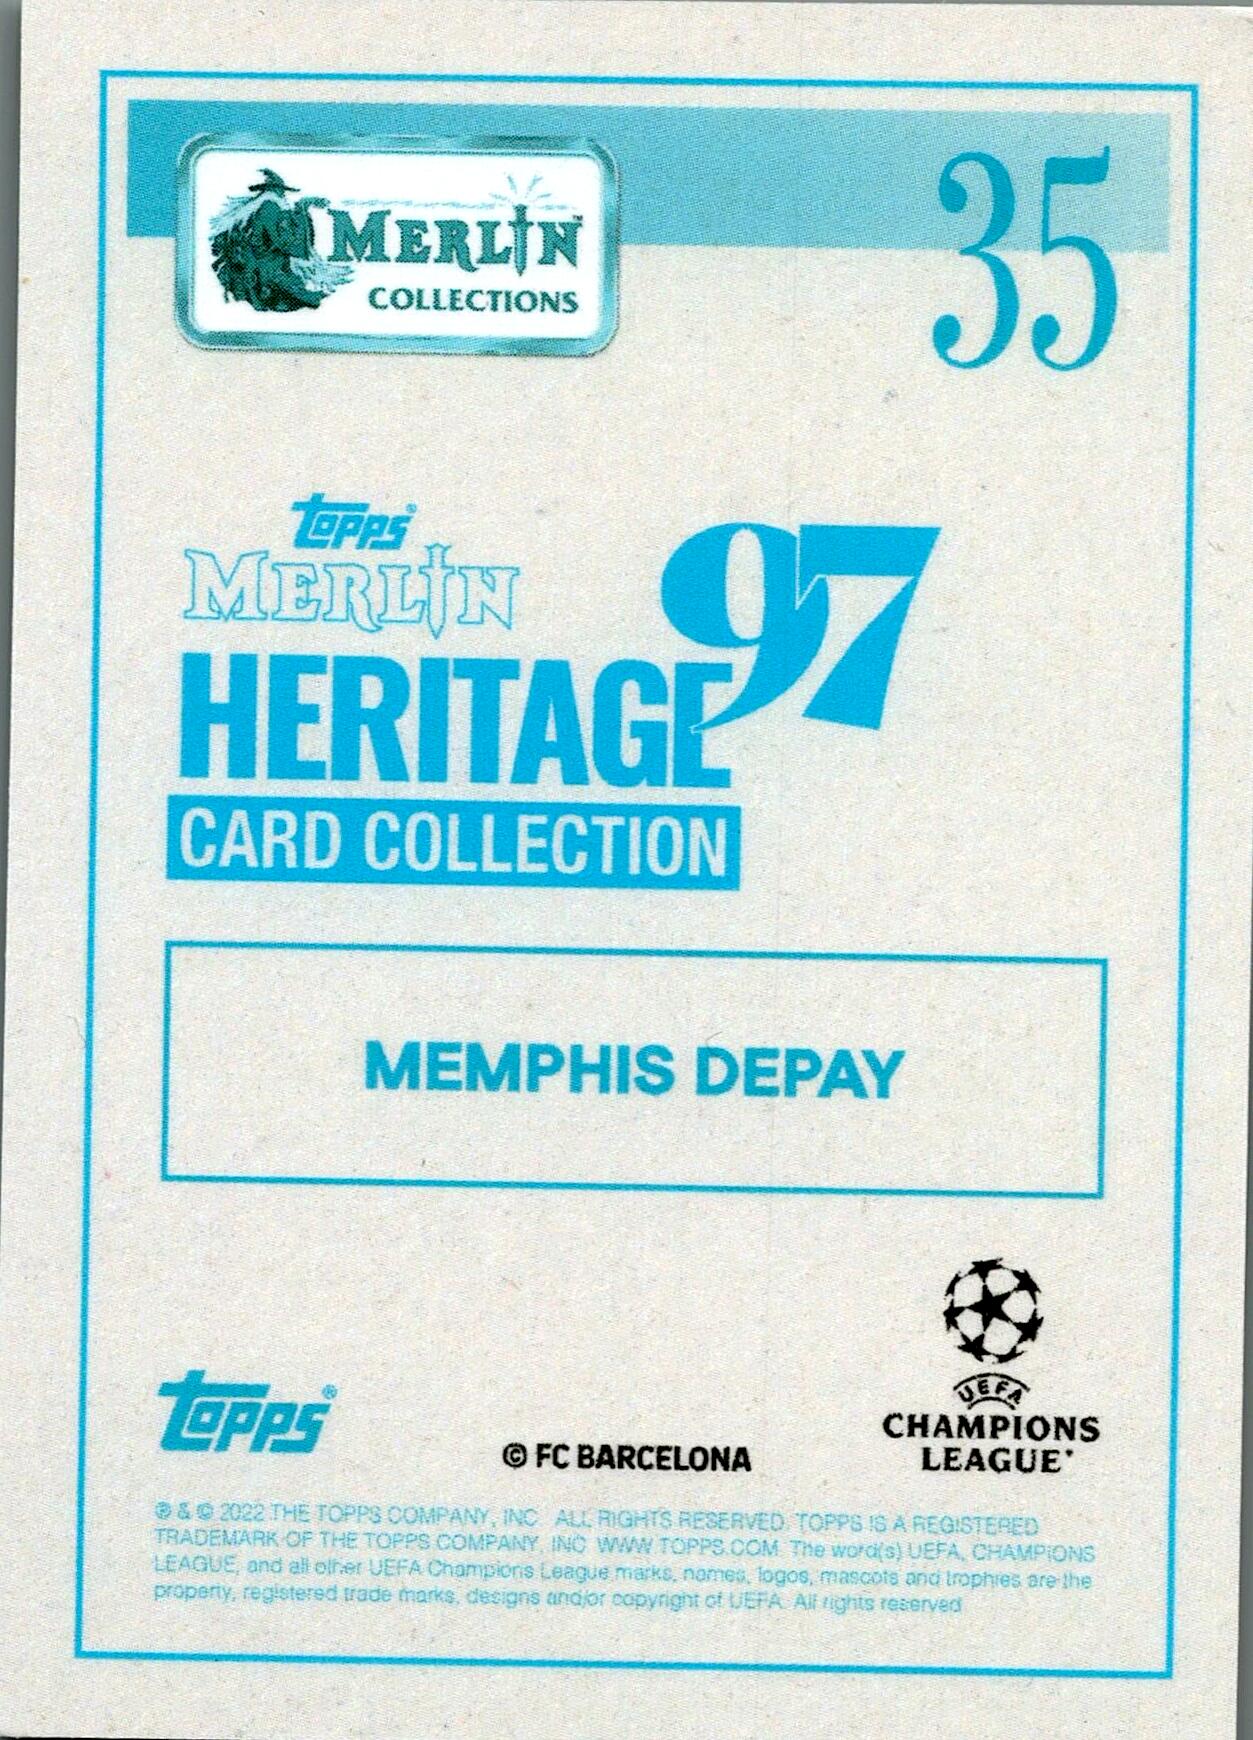 MERLIN™
COLLECTIONS
35
Topps®
MERLIN
97
HERITAGE
CARD COLLECTION
MEMPHIS DEPAY
Topps®
© FC BARCELONA
UEFA
CHAMPIONS
LEAGUE
® & © 2022 THE TOPPS COMPANY, INC. ALL RIGHTS RESERVED. TOPPS IS A REGISTERED
TRADEMARK OF THE TOPPS COMPANY, INC. WWW.TOPPS.COM. The word(s) UEFA, CHAMPIONS
LEAGUE, and all other UEFA Champions League marks, names, logos, mascots and trophies are the
property, registered trade marks, designs and/or copyright of UEFA. All rights reserved